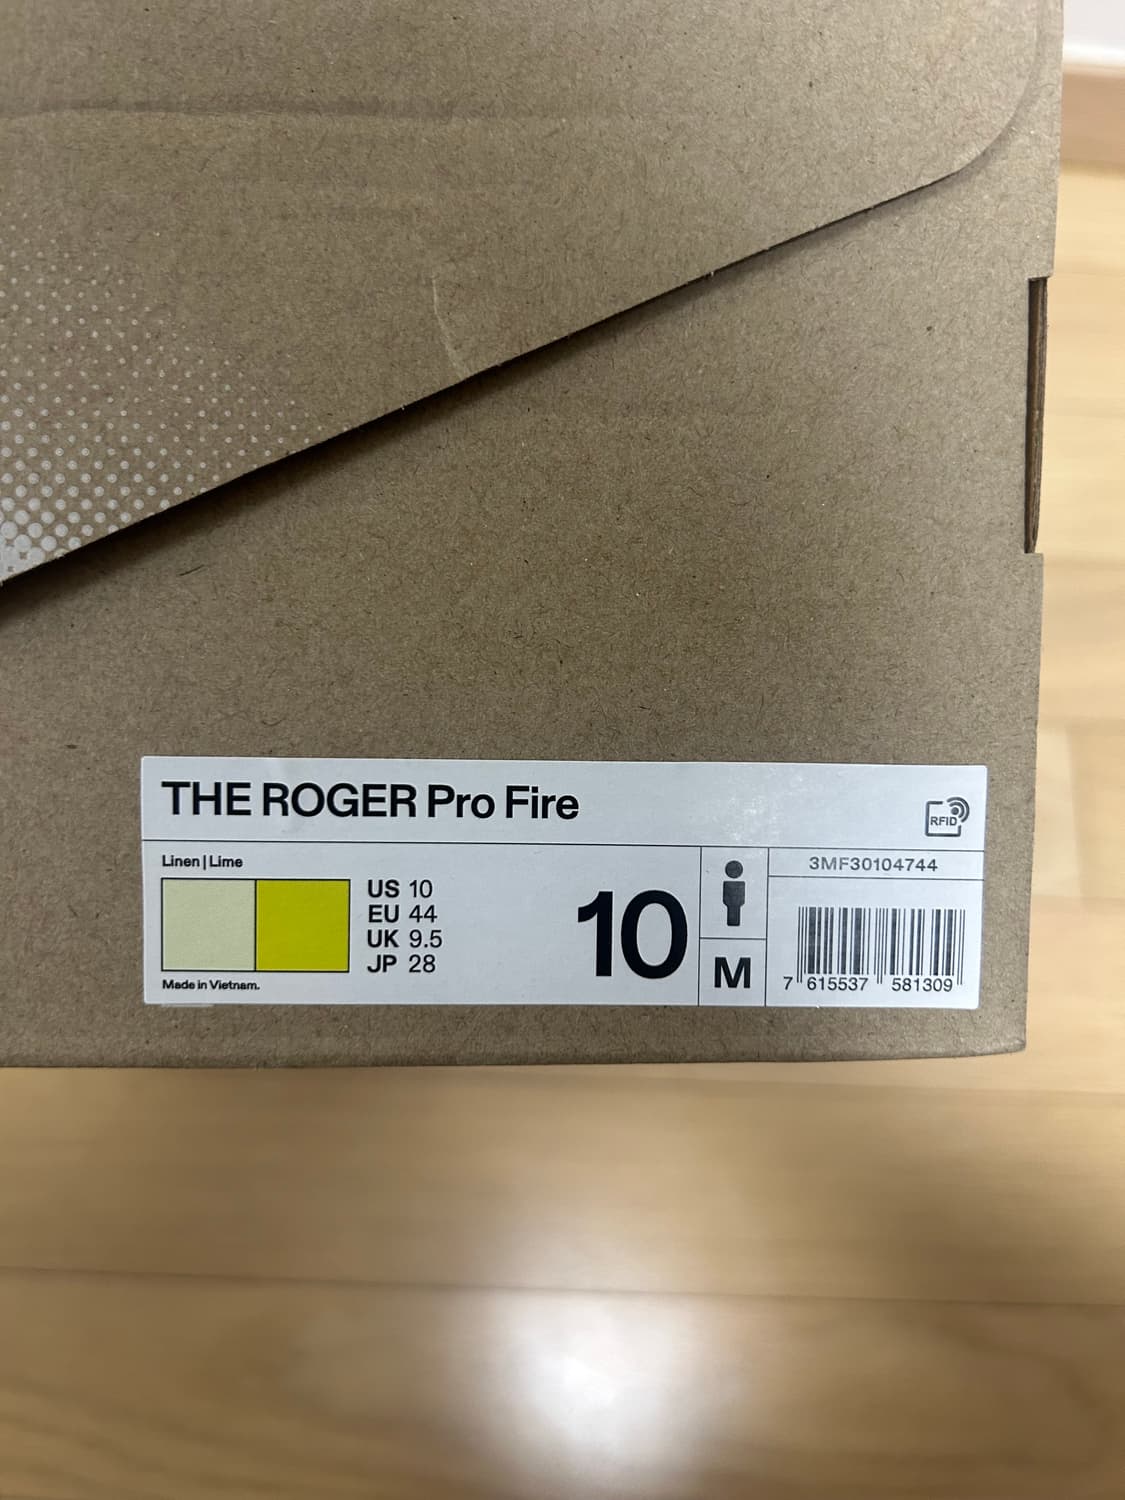 THE ROGER Pro Fire
RFID
Linen | Lime
US 10
EU 44
UK 9.5
JP 28
Made in Vietnam.
10
M
3MF30104744
7 615537 581309